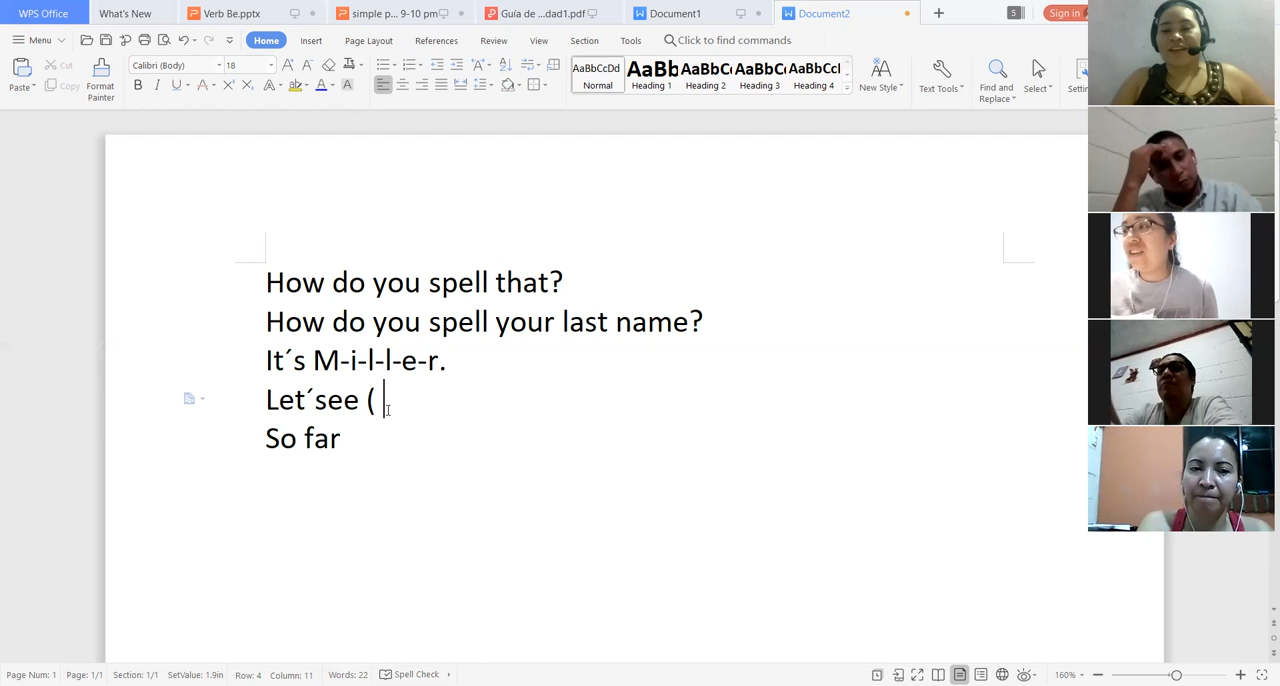 WPS Office What's New Verb Be.pptx simple p... 9-10 pm Guía de ...dad1.pdf Document1 Document2 + S Sign in
Menu Home Insert Page Layout References Review View Section Tools Click to find commands
Paste Cut Copy Format Painter Calibri (Body) 18 AaBbCcDd Normal AaBb Heading 1 AaBbC Heading 2 AaBbCc Heading 3 AaBbCcI Heading 4 New Style Text Tools Find and Replace Select Settin
How do you spell that?
How do you spell your last name?
It´s M-i-l-l-e-r.
Let´see (
So far
Page Num: 1 Page: 1/1 Section: 1/1 SetValue: 1.9in Row: 4 Column: 11 Words: 22 Spell Check 160%